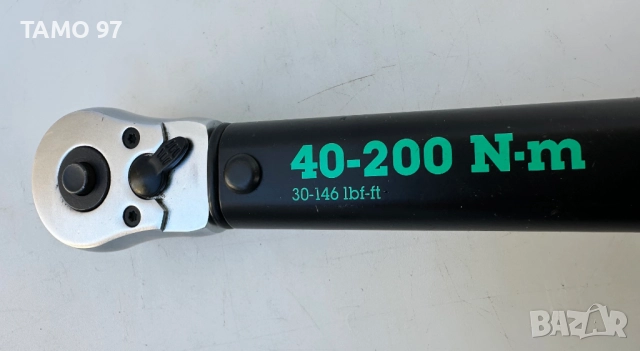 TAMO 97
40-200 N·m
30-146 lbf-ft
BAZAR